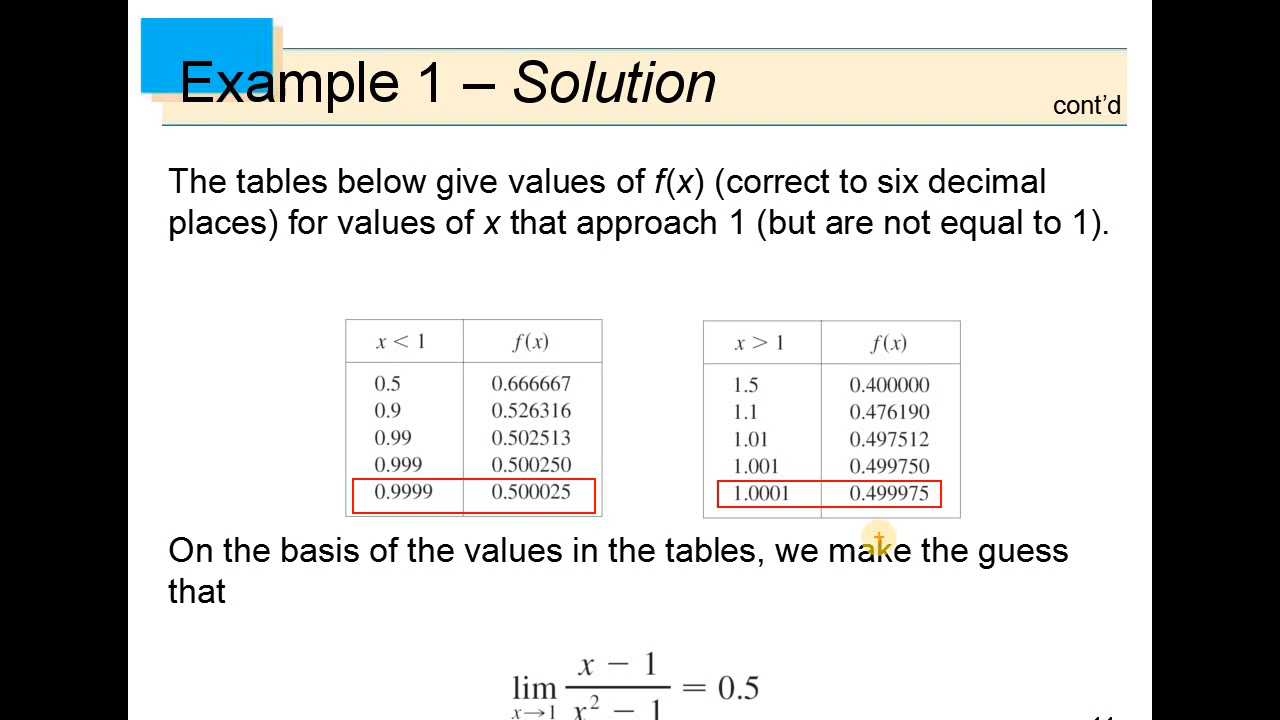 Example 1 – Solution
cont’d
The tables below give values of f(x) (correct to six decimal
places) for values of x that approach 1 (but are not equal to 1).
x < 1 f(x)
0.5 0.666667
0.9 0.526316
0.99 0.502513
0.999 0.500250
0.9999 0.500025
x > 1 f(x)
1.5 0.400000
1.1 0.476190
1.01 0.497512
1.001 0.499750
1.0001 0.499975
On the basis of the values in the tables, we make the guess
that
lim x→1 (x − 1)/(x² − 1) = 0.5